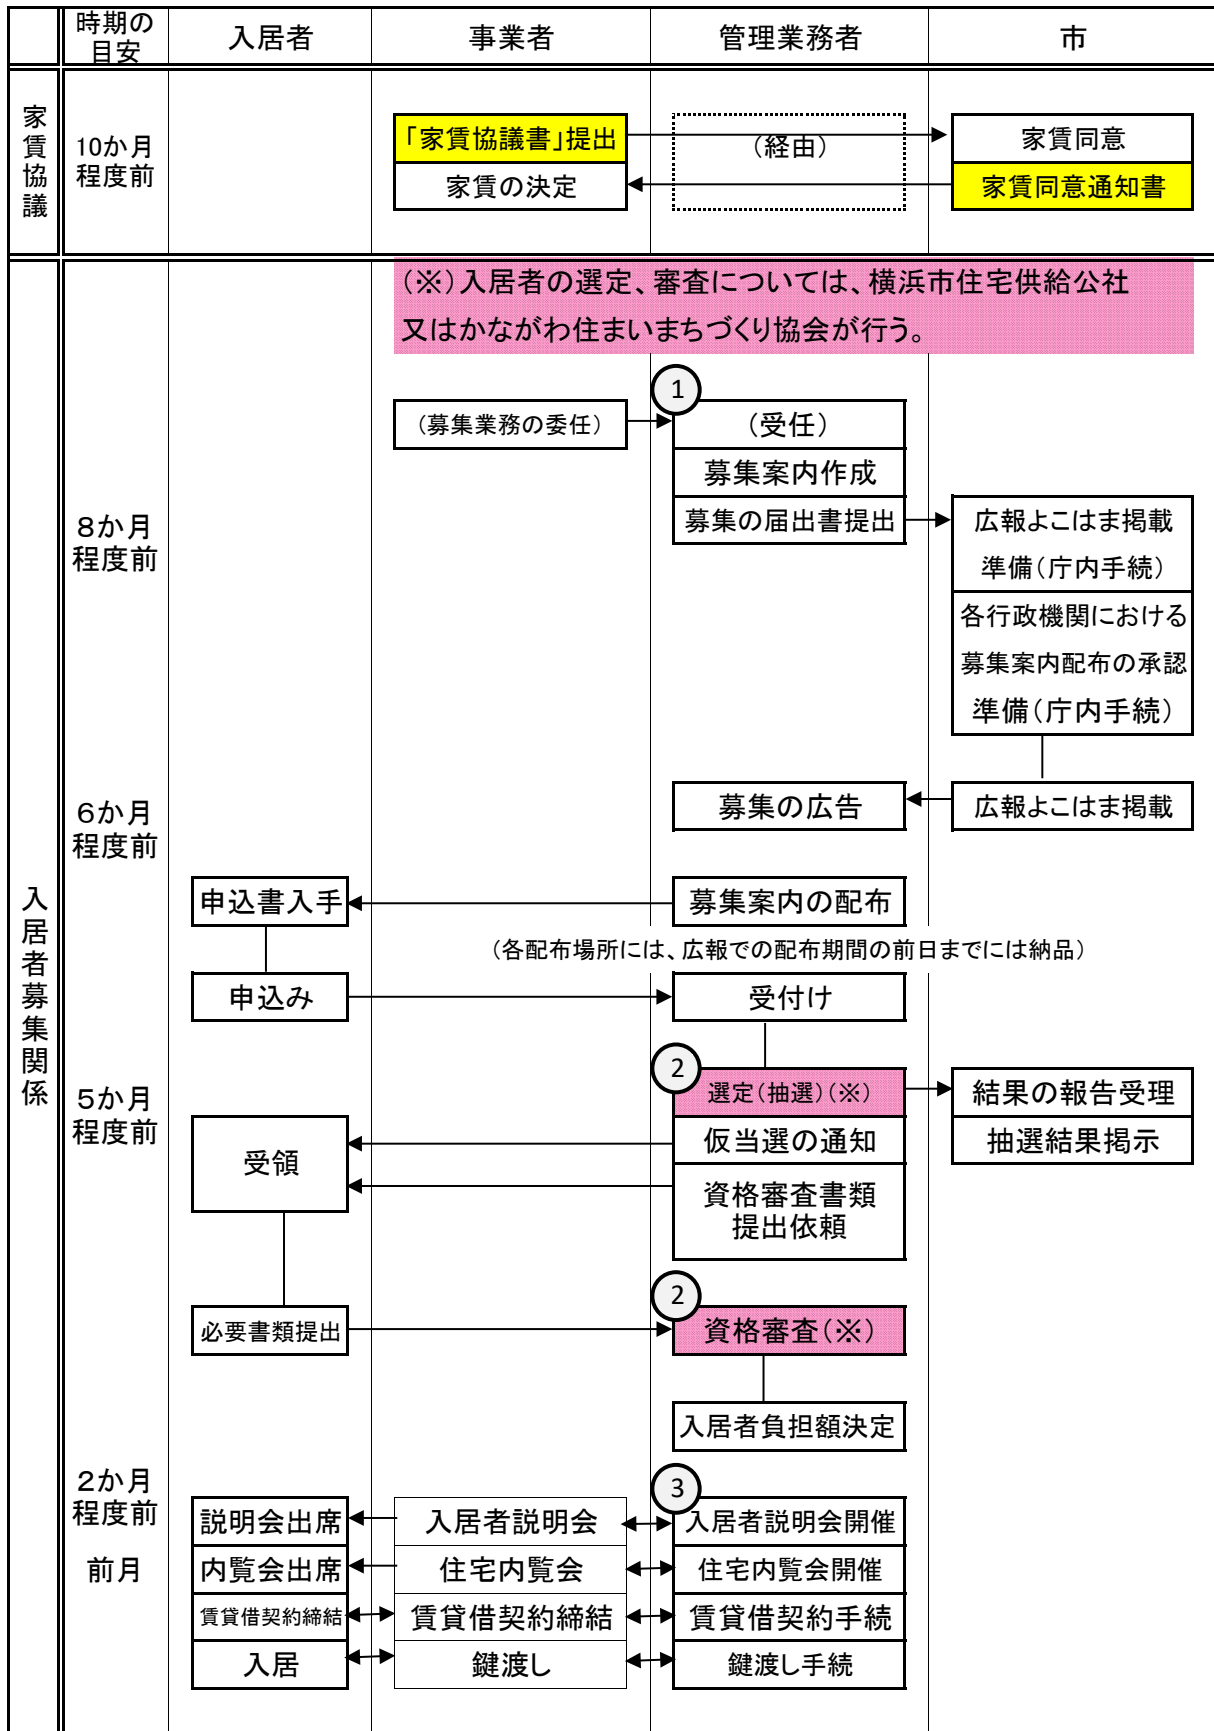 時期の
目安
入居者
事業者
管理業務者
市
家賃協議
10か月
程度前
「家賃協議書」提出
(経由)
家賃同意
家賃の決定
家賃同意通知書
(※)入居者の選定、審査については、横浜市住宅供給公社
又はかながわ住まいまちづくり協会が行う。
入居者募集関係
1
(募集業務の委任)
(受任)
募集案内作成
8か月
程度前
募集の届出書提出
広報よこはま掲載
準備(庁内手続)
各行政機関における
募集案内配布の承認
準備(庁内手続)
6か月
程度前
募集の広告
広報よこはま掲載
申込書入手
募集案内の配布
(各配布場所には、広報での配布期間の前日までには納品)
申込み
受付け
5か月
程度前
2
選定(抽選)(※)
結果の報告受理
仮当選の通知
抽選結果掲示
受領
資格審査書類
提出依頼
2
必要書類提出
資格審査(※)
入居者負担額決定
2か月
程度前
3
説明会出席
入居者説明会
入居者説明会開催
前月
内覧会出席
住宅内覧会
住宅内覧会開催
賃貸借契約締結
賃貸借契約締結
賃貸借契約手続
入居
鍵渡し
鍵渡し手続